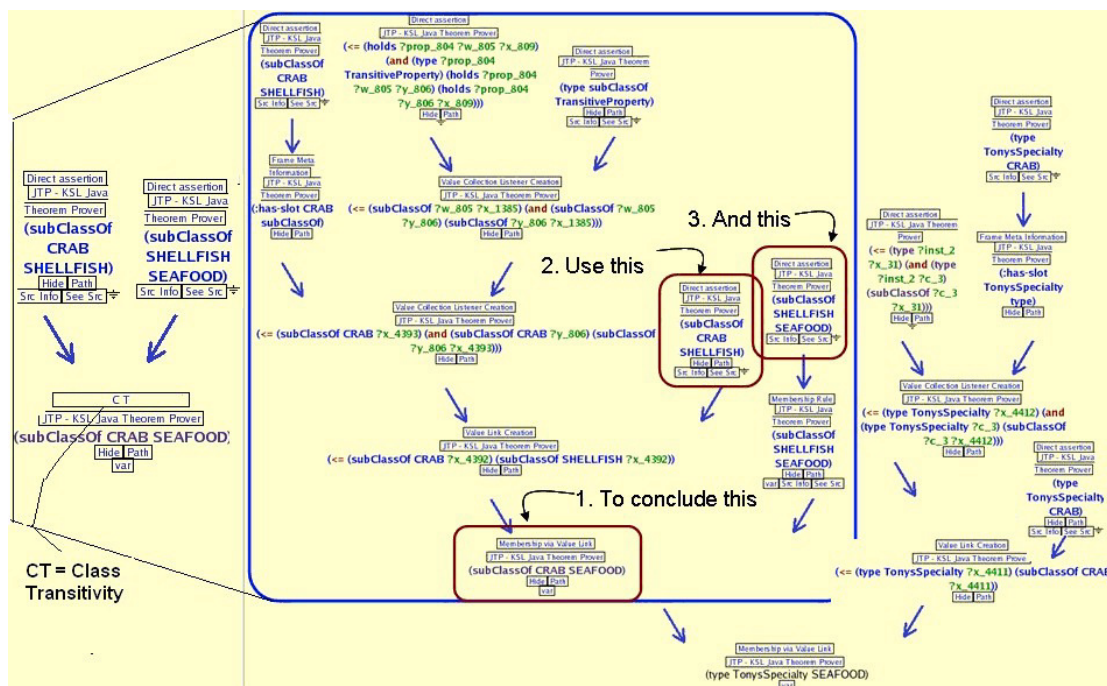 Direct assertion
JTP - KSL Java
Theorem Prover
(subClassOf
CRAB
SHELLFISH)
Hide Path
Src Info See Src
Direct assertion
JTP - KSL Java
Theorem Prover
(subClassOf
SHELLFISH
SEAFOOD)
Src Info See Src
C T
JTP - KSL Java Theorem Prover
(subClassOf CRAB SEAFOOD)
Hide Path
var
CT = Class
Transitivity
Direct assertion
JTP - KSL Java
Theorem Prover
(subClassOf
CRAB
SHELLFISH)
Src Info See Src
Direct assertion
JTP - KSL Java Theorem Prover
(<= (holds ?prop_804 ?w_805 ?x_809)
(and (type ?prop_804
TransitiveProperty) (holds ?prop_804
?w_805 ?y_806) (holds ?prop_804
?y_806 ?x_809)))
Hide Path
Direct assertion
JTP - KSL Java Theorem
Prover
(type subClassOf
TransitiveProperty)
Hide Path
Src Info See Src
Frame Meta
Information
JTP - KSL Java
Theorem Prover
(:has-slot CRAB
subClassOf)
Hide Path
Value Collection Listener Creation
JTP - KSL Java Theorem Prover
(<= (subClassOf ?w_805 ?x_1385) (and (subClassOf ?w_805
?y_806) (subClassOf ?y_806 ?x_1385)))
Hide Path
Value Collection Listener Creation
JTP - KSL Java Theorem Prover
(<= (subClassOf CRAB ?x_4393) (and (subClassOf CRAB ?y_806) (subClassOf
?y_806 ?x_4393)))
Hide Path
3. And this
2. Use this
Direct assertion
JTP - KSL Java
Theorem Prover
(subClassOf
CRAB
SHELLFISH)
Hide Path
Src Info See Src
Direct assertion
JTP - KSL Java
Theorem Prover
(subClassOf
SHELLFISH
SEAFOOD)
Src Info See Src
Value Link Creation
JTP - KSL Java Theorem Prover
(<= (subClassOf CRAB ?x_4392) (subClassOf SHELLFISH ?x_4392))
Hide Path
Membership Rule
JTP - KSL Java
Theorem Prover
(subClassOf
SHELLFISH
SEAFOOD)
Hide Path
var Src Info See Src
1. To conclude this
Membership via Value Link
JTP - KSL Java Theorem Prover
(subClassOf CRAB SEAFOOD)
Hide Path
var
Direct assertion
JTP - KSL Java
Theorem Prover
(type
TonysSpecialty
CRAB)
Src Info See Src
Direct assertion
JTP - KSL Java Theorem
Prover
(<= (type ?inst_2
?x_31) (and (type
?inst_2 ?c_3)
(subClassOf ?c_3
?x_31)))
Hide Path
Frame Meta Information
JTP - KSL Java
Theorem Prover
(:has-slot
TonysSpecialty
type)
Hide Path
Value Collection Listener Creation
JTP - KSL Java Theorem Prover
(<= (type TonysSpecialty ?x_4412) (and
(type TonysSpecialty ?c_3) (subClassOf
?c_3 ?x_4412)))
Hide Path
Direct assertion
JTP - KSL Java
Theorem Prover
(type
TonysSpecialty
CRAB)
Hide Path
Src Info See Src
Value Link Creation
JTP - KSL Java Theorem Prove
(<= (type TonysSpecialty ?x_4411) (subClassOf CRAB
?x_4411))
Hide Path
Membership via Value Link
JTP - KSL Java Theorem Prover
(type TonysSpecialty SEAFOOD)
var